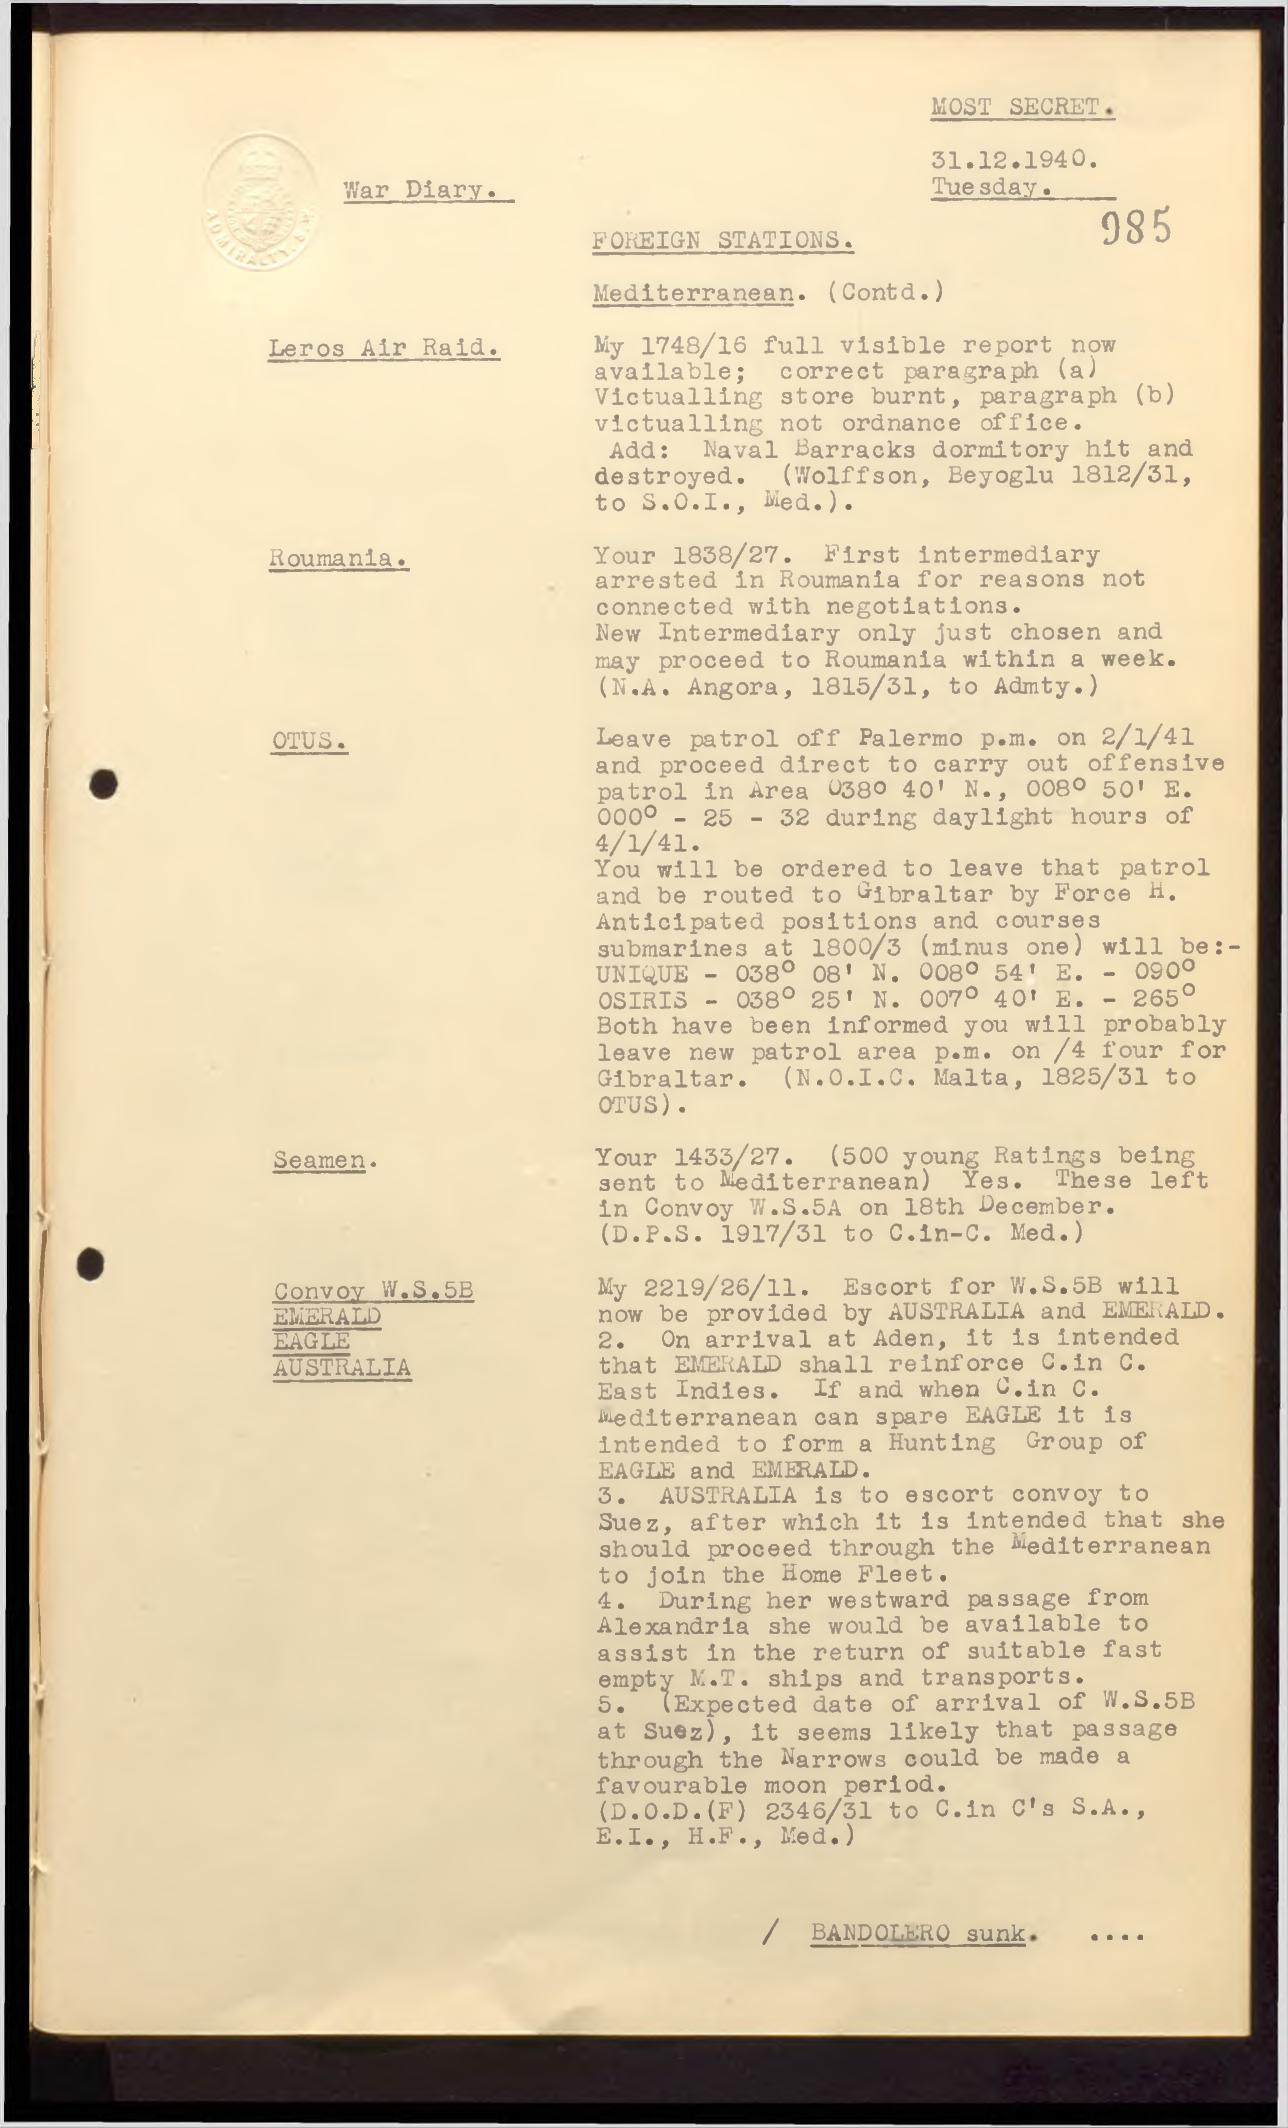 MOST SECRET.
31.12.1940.
Tuesday.
War Diary.
985
ADMIRALTY. S.W
FOREIGN STATIONS.
Mediterranean. (Contd.)
Leros Air Raid.
My 1748/16 full visible report now
available; correct paragraph (a)
Victualling store burnt, paragraph (b)
victualling not ordnance office.
Add: Naval Barracks dormitory hit and
destroyed. (Wolffson, Beyoglu 1812/31,
to S.O.I., Med.).
Roumania.
Your 1838/27. First intermediary
arrested in Roumania for reasons not
connected with negotiations.
New Intermediary only just chosen and
may proceed to Roumania within a week.
(N.A. Angora, 1815/31, to Admty.)
OTUS.
Leave patrol off Palermo p.m. on 2/1/41
and proceed direct to carry out offensive
patrol in Area 038° 40' N., 008° 50' E.
000° - 25 - 32 during daylight hours of
4/1/41.
You will be ordered to leave that patrol
and be routed to Gibraltar by Force H.
Anticipated positions and courses
submarines at 1800/3 (minus one) will be:-
UNIQUE - 038° 08' N. 008° 54' E. - 090°
OSIRIS - 038° 25' N. 007° 40' E. - 265°
Both have been informed you will probably
leave new patrol area p.m. on /4 four for
Gibraltar. (N.O.I.C. Malta, 1825/31 to
OTUS).
Seamen.
Your 1433/27. (500 young Ratings being
sent to Mediterranean) Yes. These left
in Convoy W.S.5A on 18th December.
(D.P.S. 1917/31 to C.in-C. Med.)
Convoy W.S.5B
EMERALD
EAGLE
AUSTRALIA
My 2219/26/11. Escort for W.S.5B will
now be provided by AUSTRALIA and EMERALD.
2. On arrival at Aden, it is intended
that EMERALD shall reinforce C.in C.
East Indies. If and when C.in C.
Mediterranean can spare EAGLE it is
intended to form a Hunting Group of
EAGLE and EMERALD.
3. AUSTRALIA is to escort convoy to
Suez, after which it is intended that she
should proceed through the Mediterranean
to join the Home Fleet.
4. During her westward passage from
Alexandria she would be available to
assist in the return of suitable fast
empty M.T. ships and transports.
5. (Expected date of arrival of W.S.5B
at Suez), it seems likely that passage
through the Narrows could be made a
favourable moon period.
(D.O.D.(F) 2346/31 to C.in C's S.A.,
E.I., H.F., Med.)
/ BANDOLERO sunk. ....